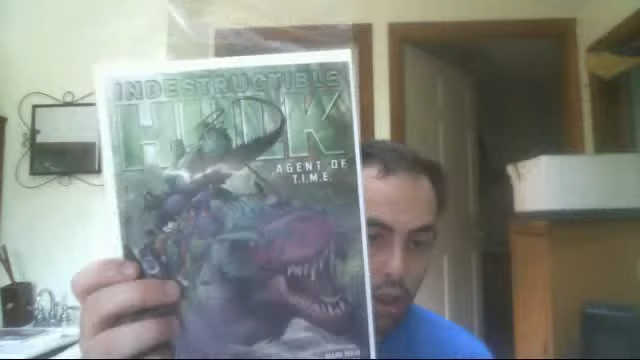 INDESTRUCTIBLE
HULK
AGENT OF
T.I.M.E.